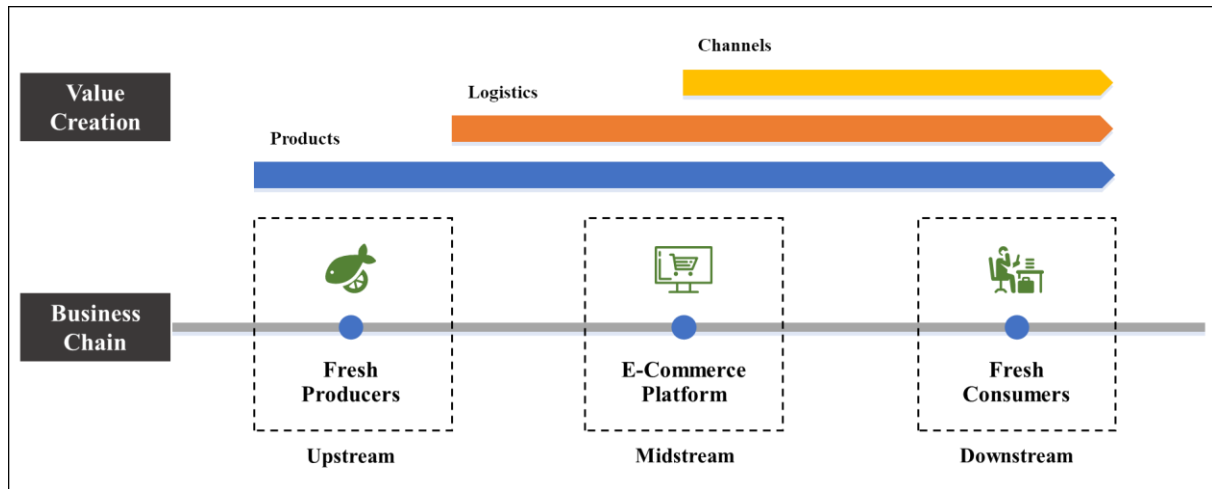 Channels
Value
Creation
Logistics
Products
Business
Chain
Fresh
Producers
E-Commerce
Platform
Fresh
Consumers
Upstream
Midstream
Downstream